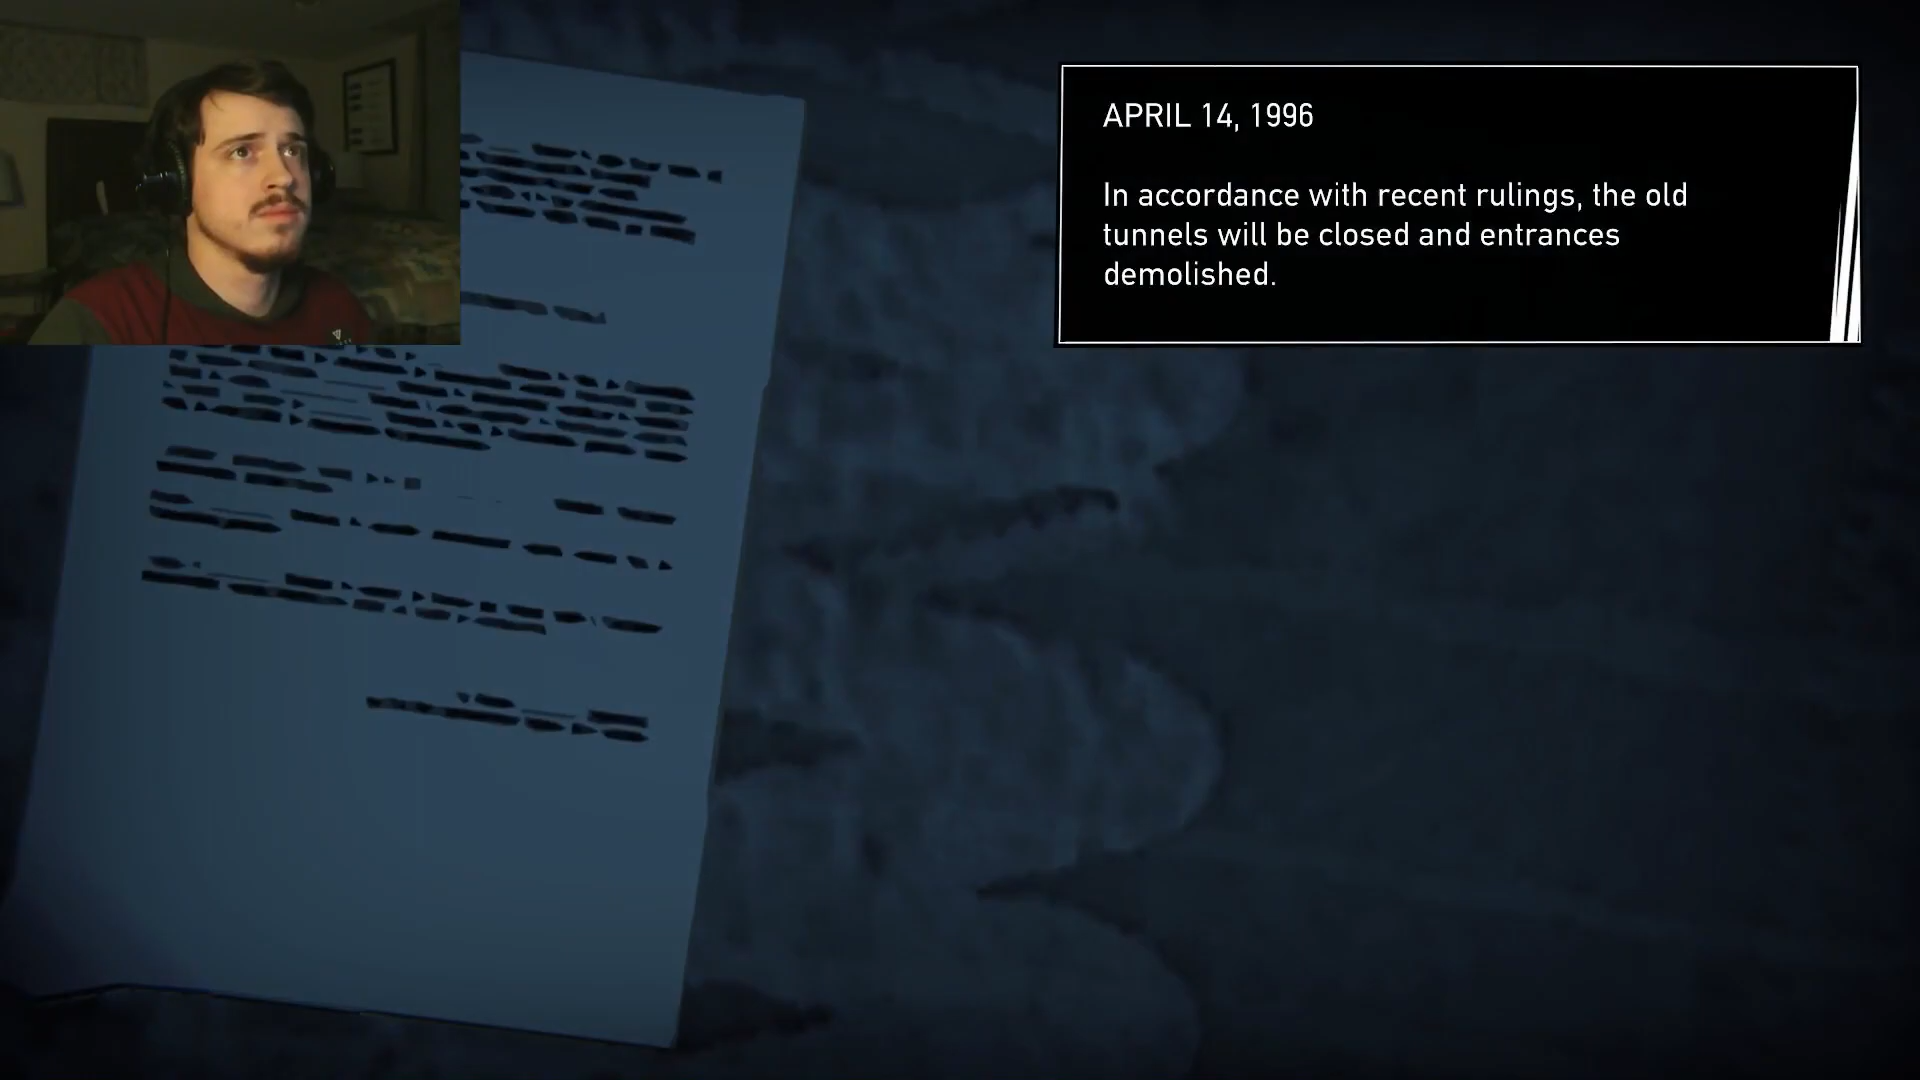 APRIL 14, 1996
In accordance with recent rulings, the old
tunnels will be closed and entrances
demolished.